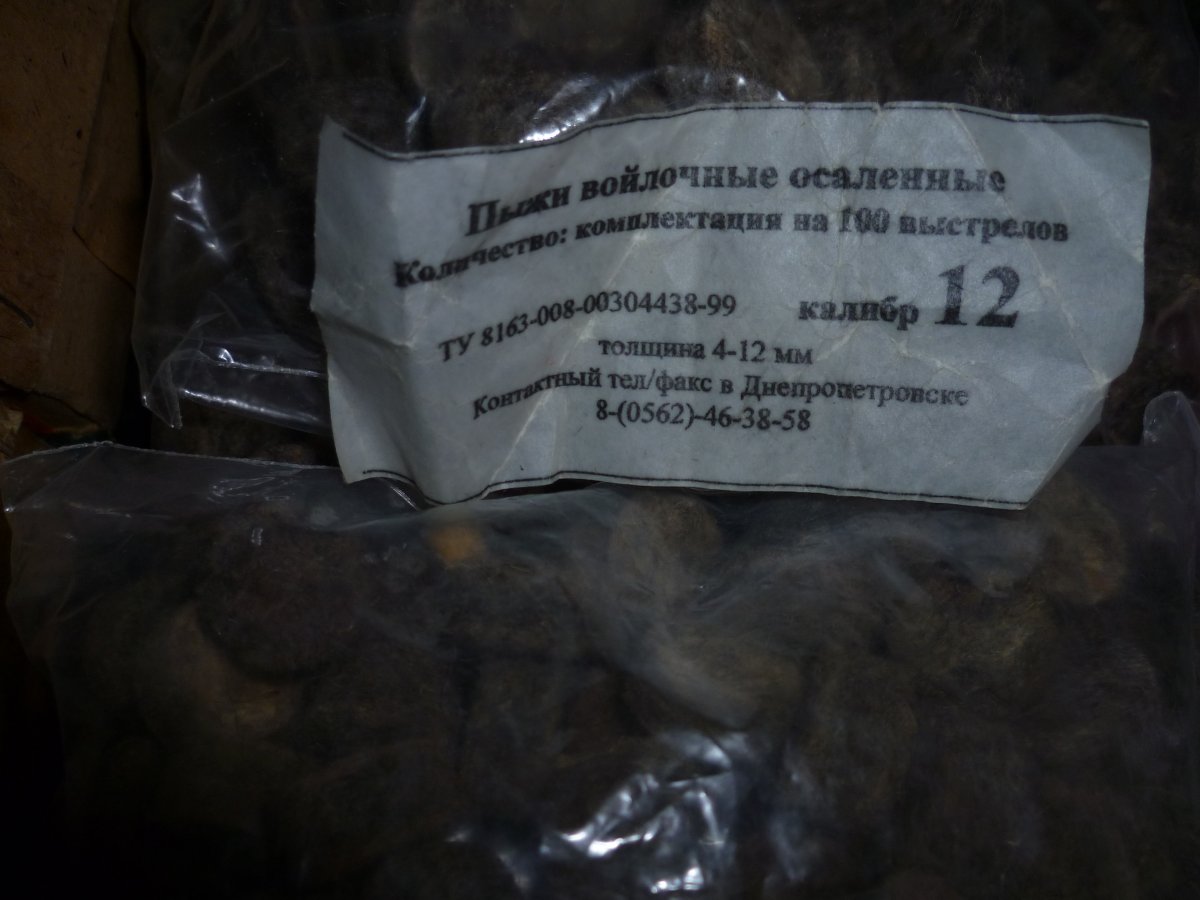 Пыжи войлочные осаленные
Количество: комплектация на 100 выстрелов
ТУ 8163-008-00304438-99 калибр 12
толщина 4-12 мм
Контактный тел/факс в Днепропетровске
8-(0562)-46-38-58